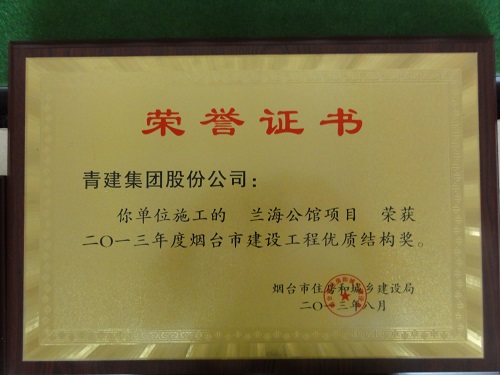 荣誉证书
青建集团股份公司：
你单位施工的 兰海公馆项目 荣获
二〇一三年度烟台市建设工程优质结构奖。
烟台市住房和城乡建设局
二〇一三年八月